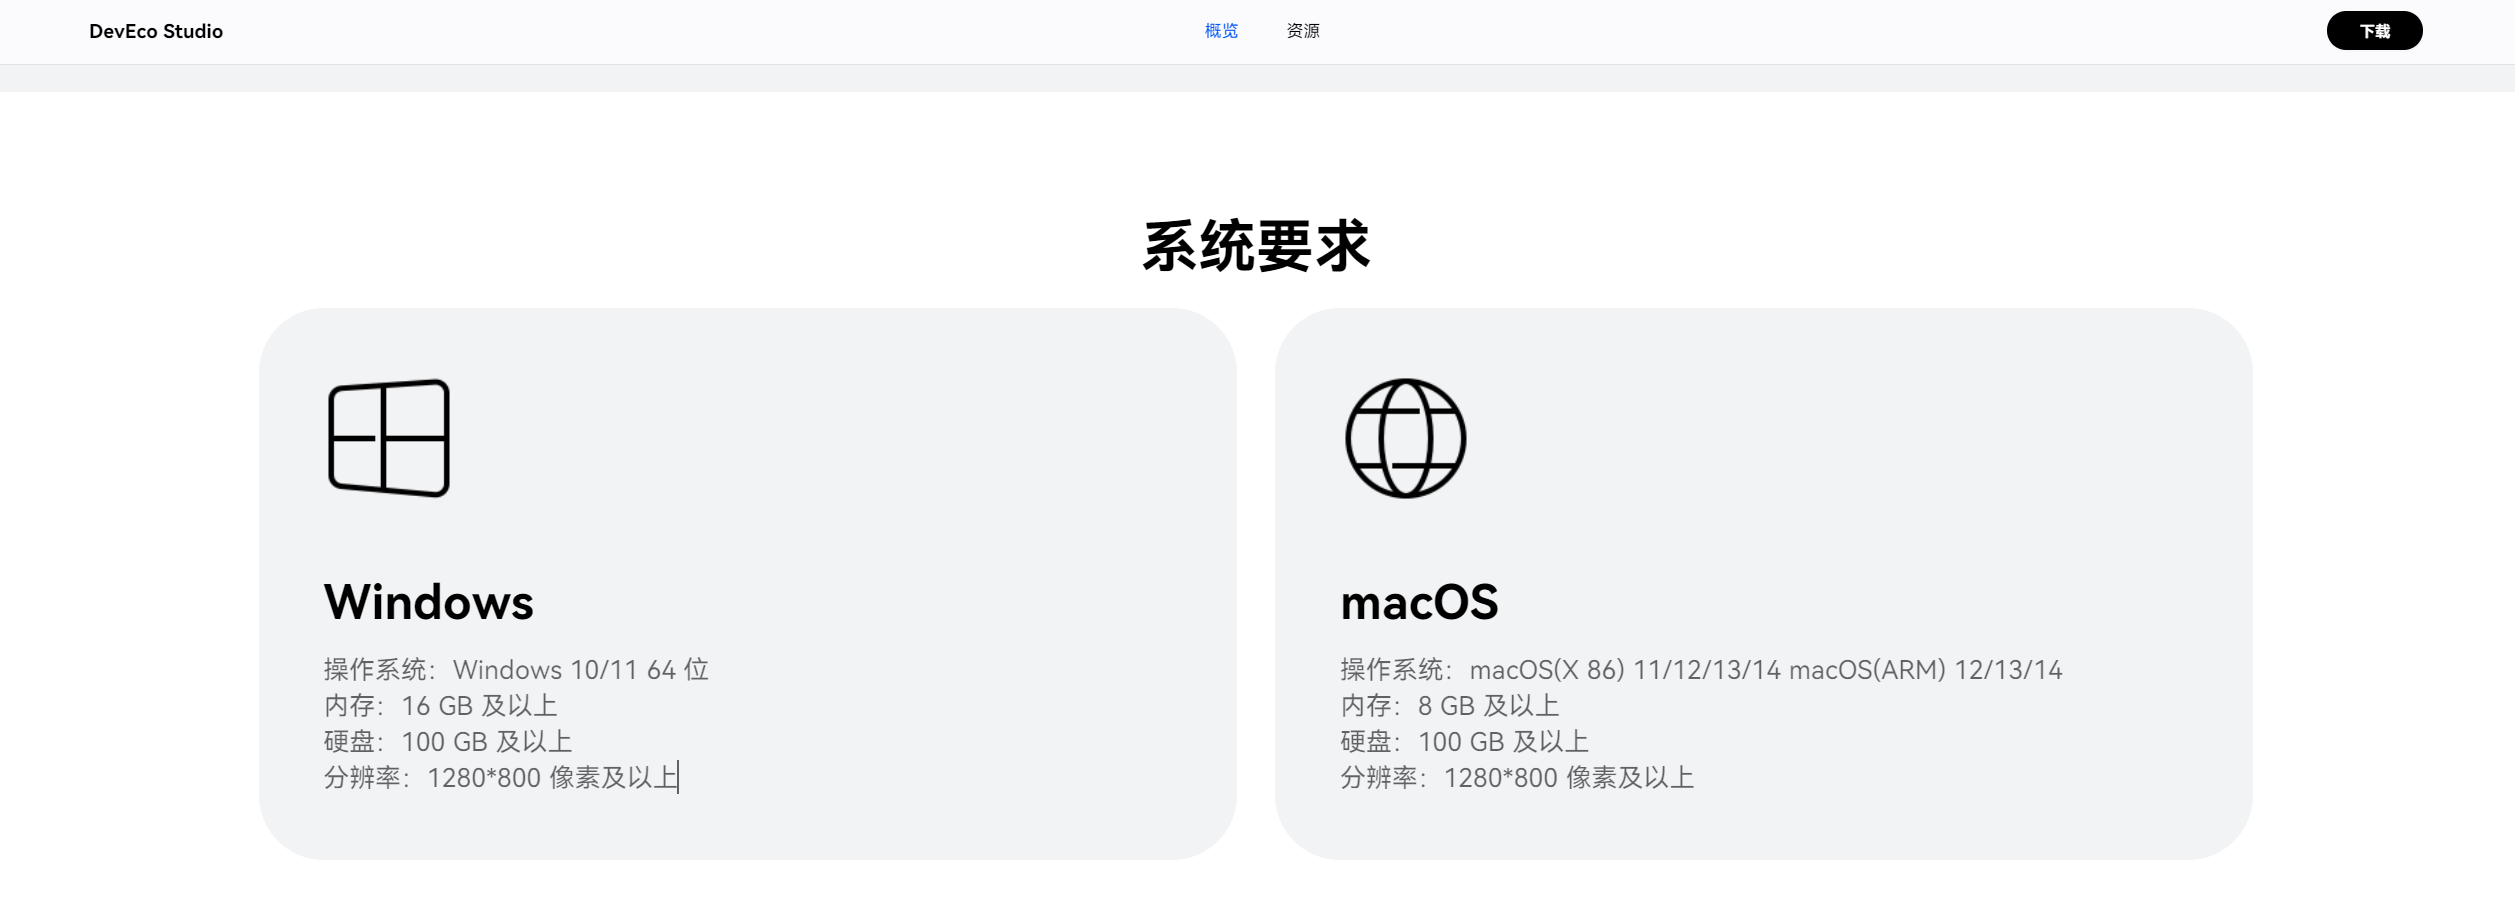 DevEco Studio
概览
资源
下载
系统要求
Windows
操作系统：Windows 10/11 64 位
内存：16 GB 及以上
硬盘：100 GB 及以上
分辨率：1280*800 像素及以上
macOS
操作系统：macOS(X 86) 11/12/13/14 macOS(ARM) 12/13/14
内存：8 GB 及以上
硬盘：100 GB 及以上
分辨率：1280*800 像素及以上